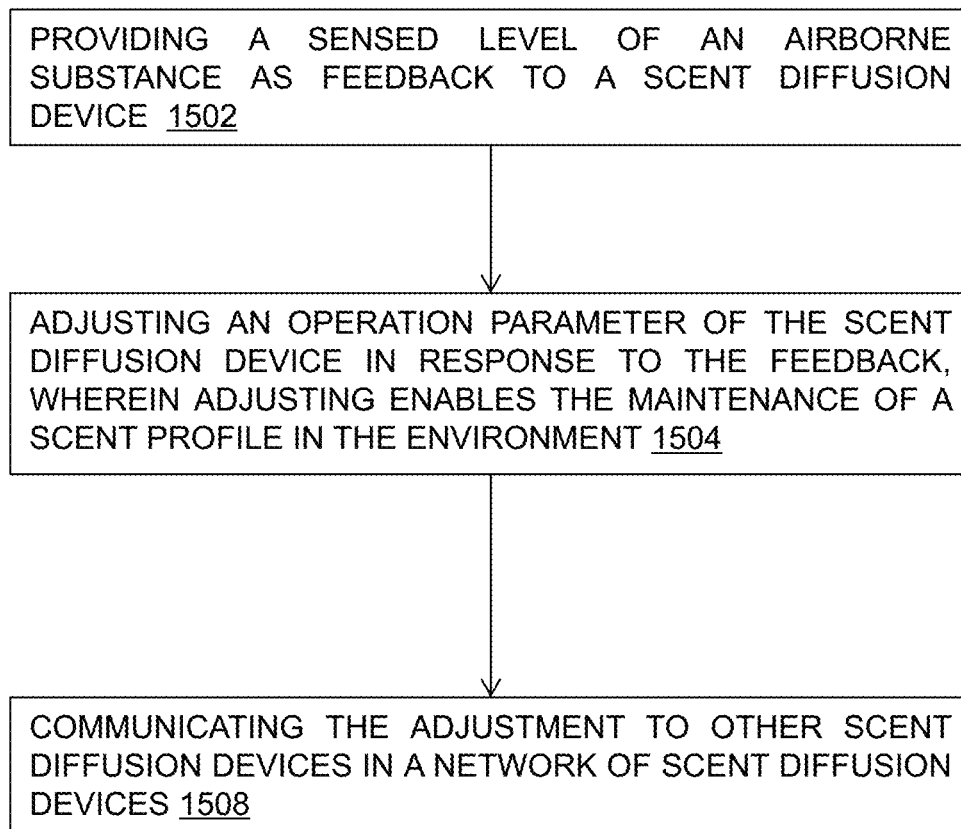 PROVIDING A SENSED LEVEL OF AN AIRBORNE
SUBSTANCE AS FEEDBACK TO A SCENT DIFFUSION
DEVICE 1502
ADJUSTING AN OPERATION PARAMETER OF THE SCENT
DIFFUSION DEVICE IN RESPONSE TO THE FEEDBACK,
WHEREIN ADJUSTING ENABLES THE MAINTENANCE OF A
SCENT PROFILE IN THE ENVIRONMENT 1504
COMMUNICATING THE ADJUSTMENT TO OTHER SCENT
DIFFUSION DEVICES IN A NETWORK OF SCENT DIFFUSION
DEVICES 1508